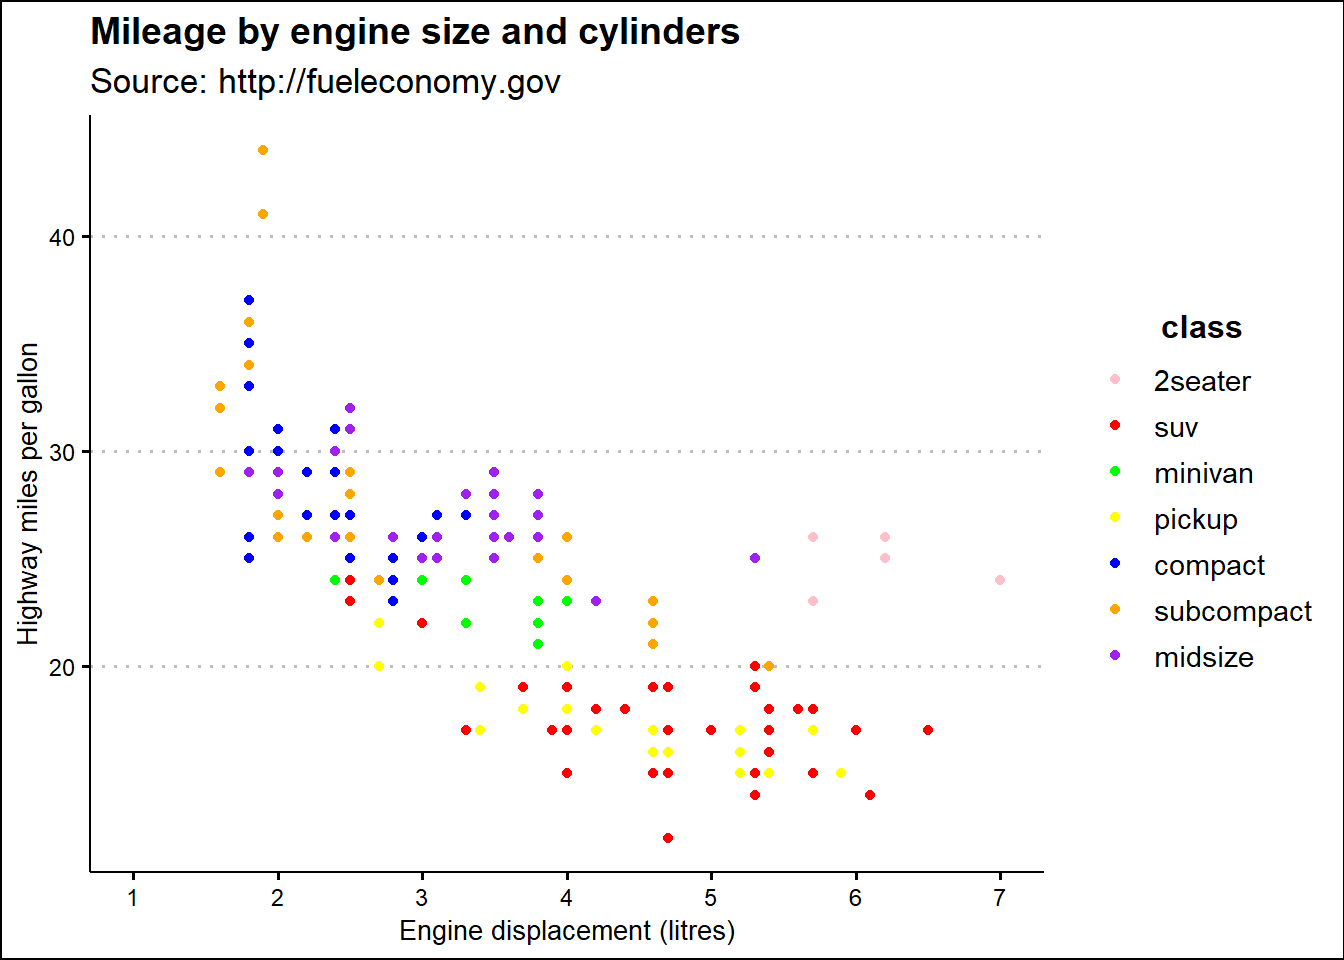 Mileage by engine size and cylinders
Source: http://fueleconomy.gov
Highway miles per gallon
40
30
20
1 2 3 4 5 6 7
Engine displacement (litres)
class
2seater
suv
minivan
pickup
compact
subcompact
midsize